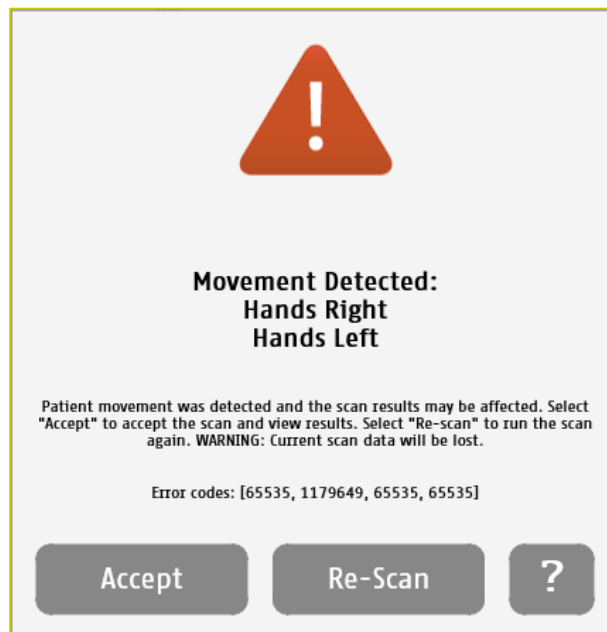 !
Movement Detected:
Hands Right
Hands Left
Patient movement was detected and the scan results may be affected. Select
"Accept" to accept the scan and view results. Select "Re-scan" to run the scan
again. WARNING: Current scan data will be lost.
Error codes: [65535, 1179649, 65535, 65535]
Accept
Re-Scan
?